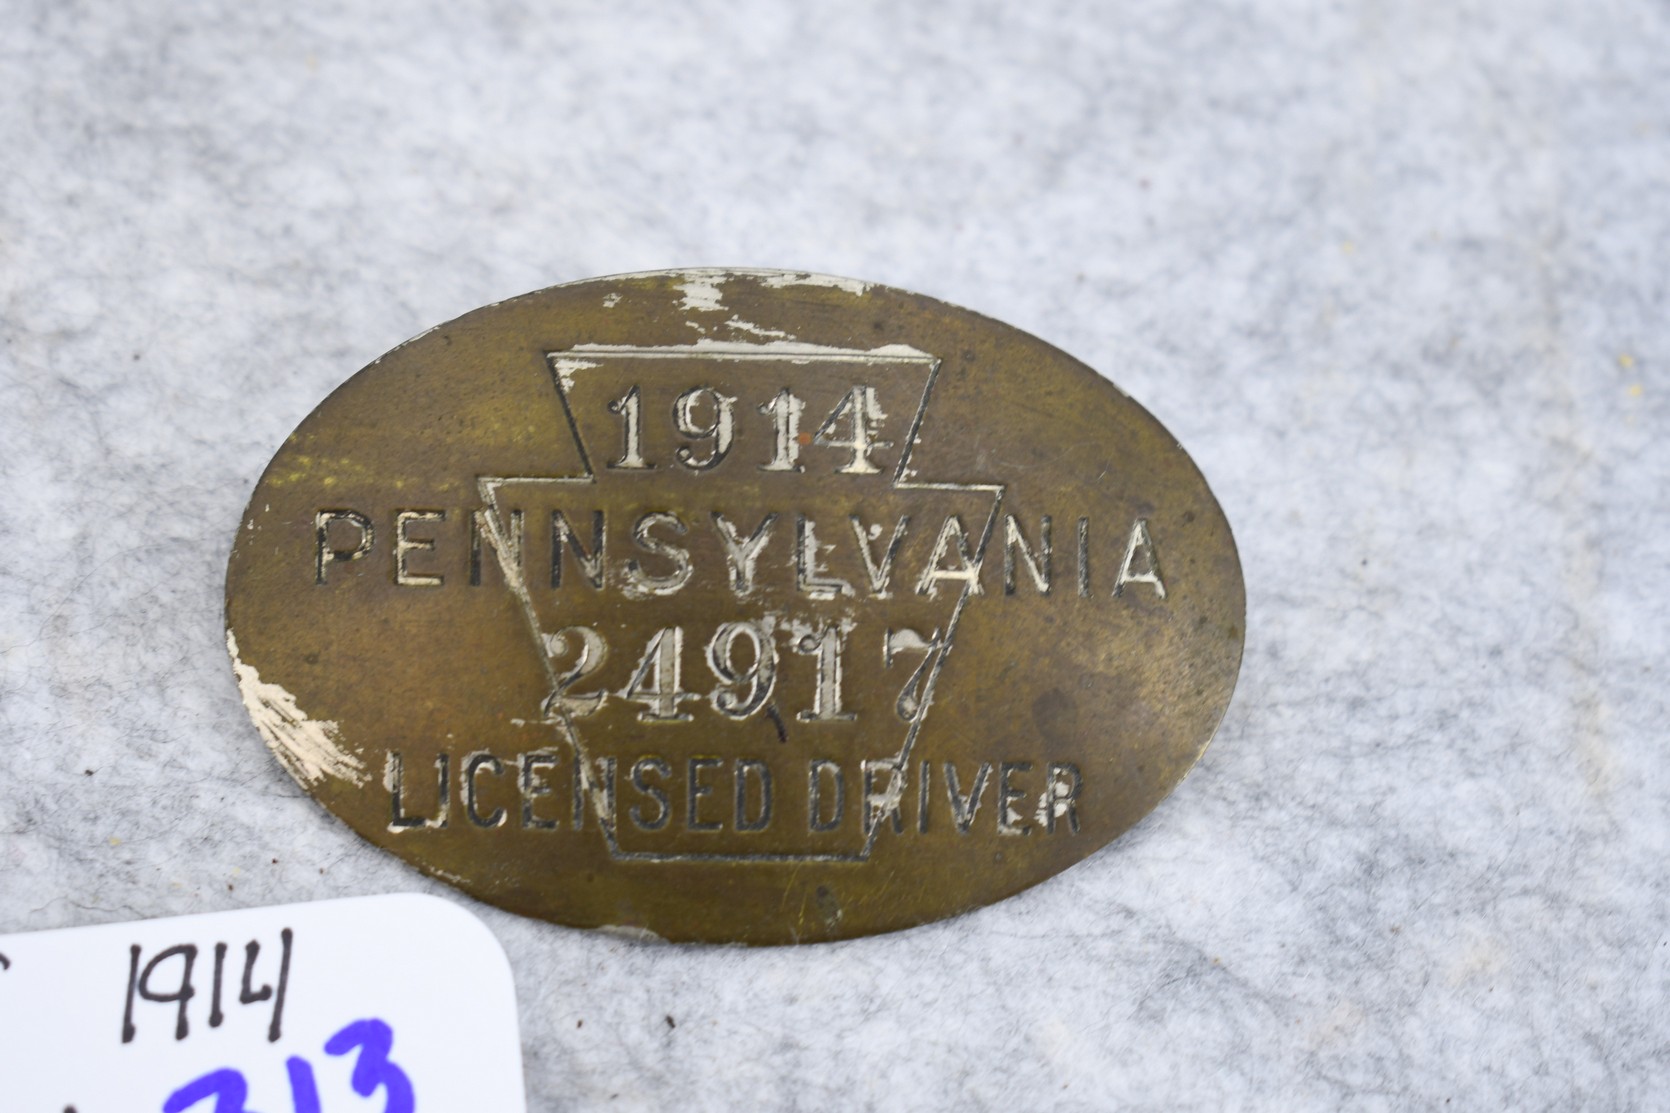 1914
PENNSYLVANIA
24917
LICENSED DRIVER
1914
313